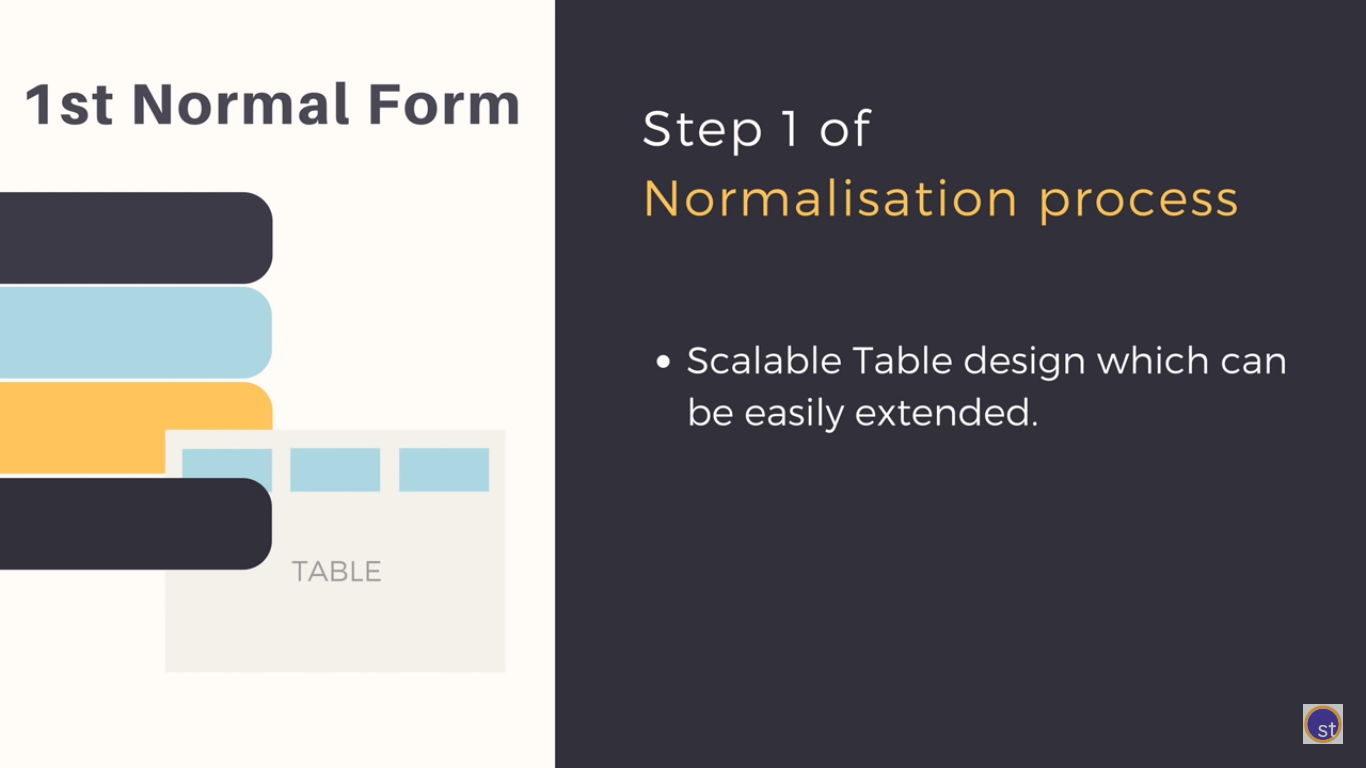 1st Normal Form
TABLE
Step 1 of
Normalisation process
• Scalable Table design which can
be easily extended.
st